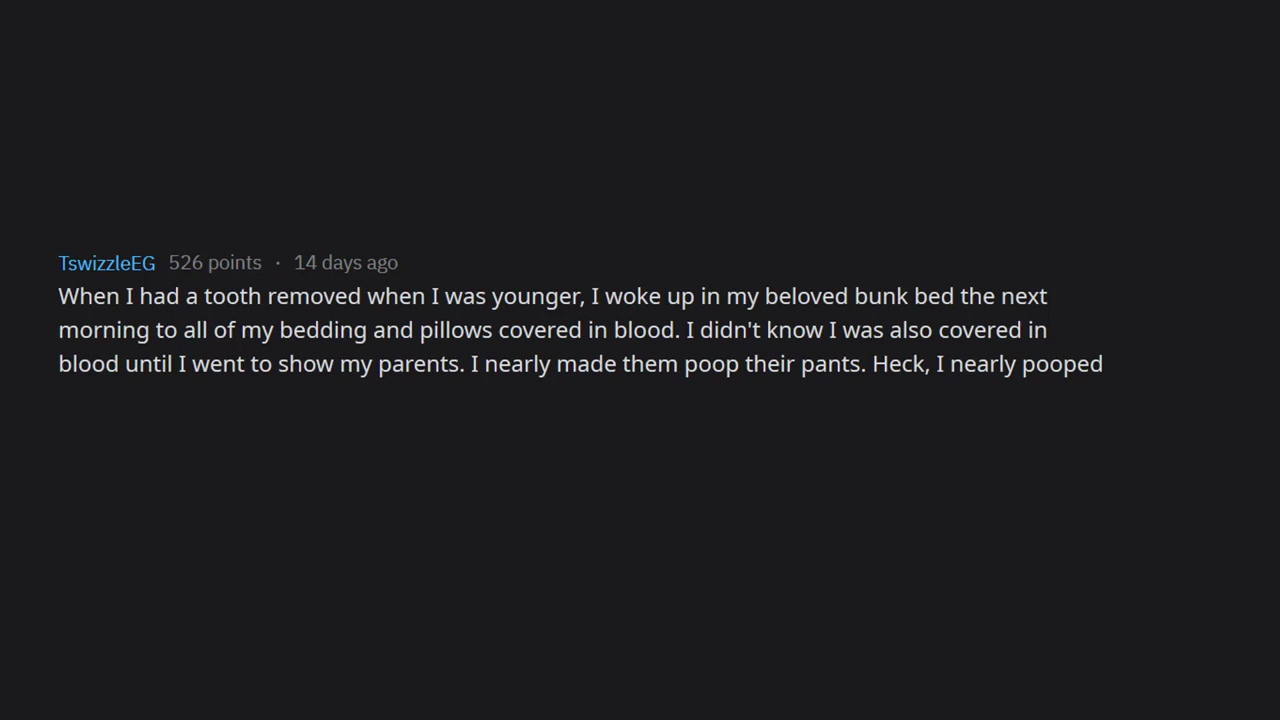 TswizzleEG 526 points · 14 days ago
When I had a tooth removed when I was younger, I woke up in my beloved bunk bed the next
morning to all of my bedding and pillows covered in blood. I didn't know I was also covered in
blood until I went to show my parents. I nearly made them poop their pants. Heck, I nearly pooped